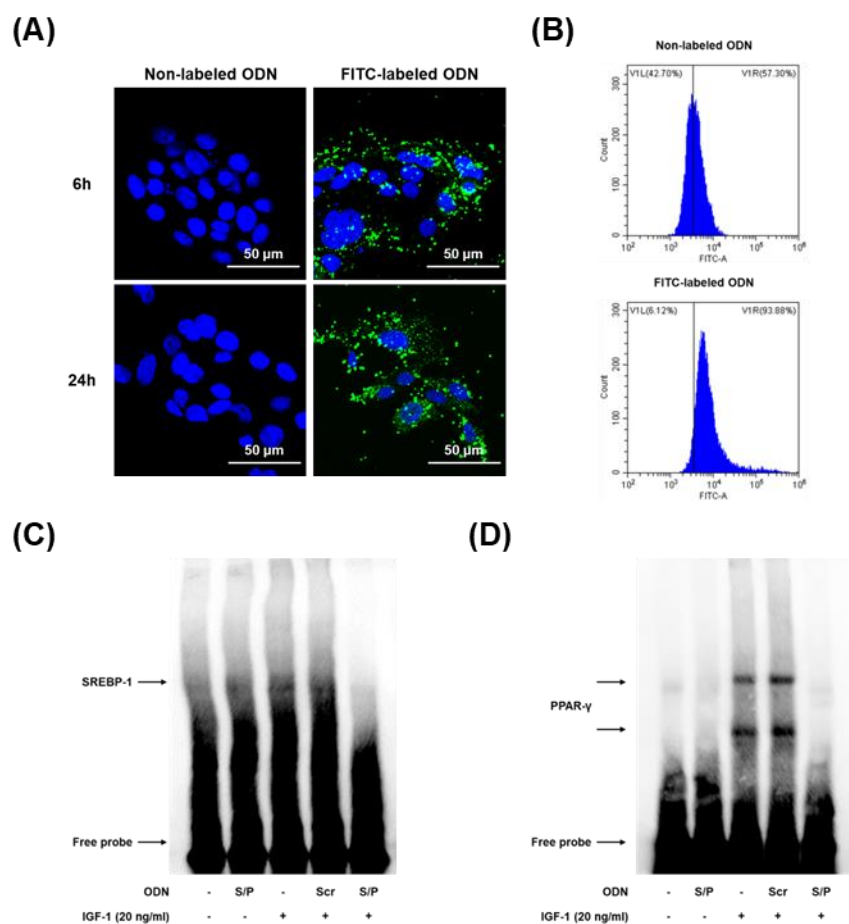 (A)
Non-labeled ODN FITC-labeled ODN
6h
50 µm 50 µm
24h
50 µm 50 µm
(B)
Non-labeled ODN
V1L(42.70%) V1R(57.30%)
300
200
100
0
Count
10² 10³ 10⁴ 10⁵ 10⁶
FITC-A
FITC-labeled ODN
V1L(6.12%) V1R(93.88%)
300
200
100
0
Count
10² 10³ 10⁴ 10⁵ 10⁶
FITC-A
(C)
SREBP-1
Free probe
ODN - S/P - Scr S/P
IGF-1 (20 ng/ml) - - + + +
(D)
PPAR-γ
Free probe
ODN - S/P - Scr S/P
IGF-1 (20 ng/ml) - - + + +